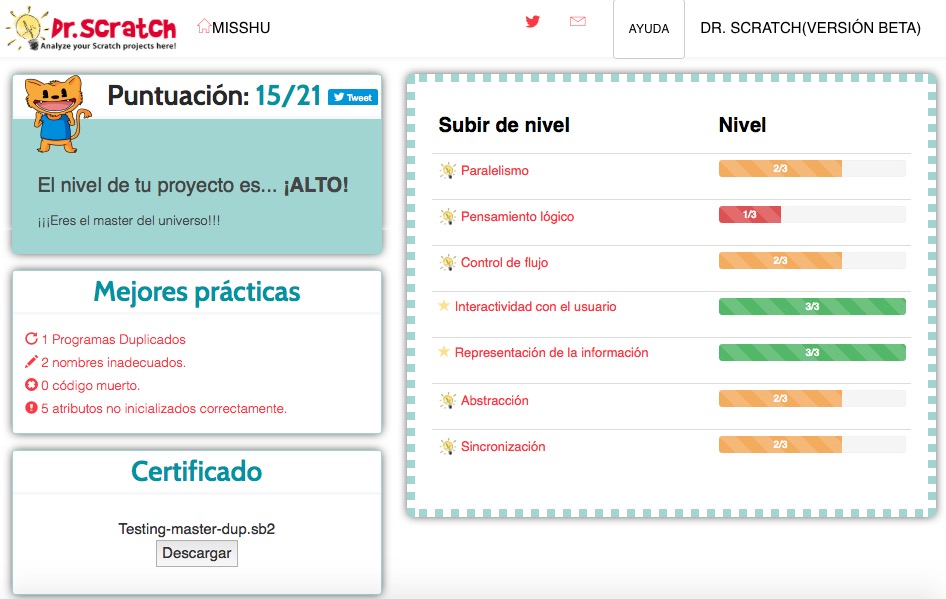 Dr.Scratch
Analyze your Scratch projects here!
MISSHU
AYUDA
DR. SCRATCH(VERSIÓN BETA)
Puntuación: 15/21
Tweet
El nivel de tu proyecto es... ¡ALTO!
¡¡¡Eres el master del universo!!!
Mejores prácticas
1 Programas Duplicados
2 nombres inadecuados.
0 código muerto.
5 atributos no inicializados correctamente.
Certificado
Testing-master-dup.sb2
Descargar
Subir de nivel Nivel
Paralelismo 2/3
Pensamiento lógico 1/3
Control de flujo 2/3
Interactividad con el usuario 3/3
Representación de la información 3/3
Abstracción 2/3
Sincronización 2/3